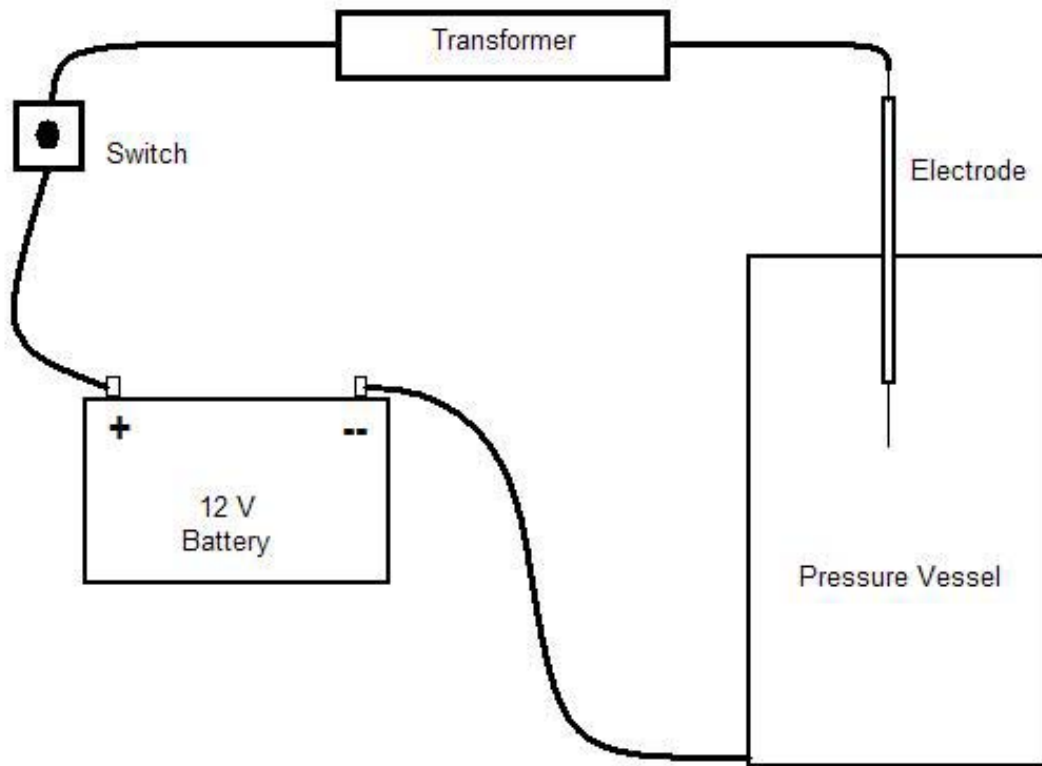 Transformer
Switch
Electrode
+ --
12 V
Battery
Pressure Vessel